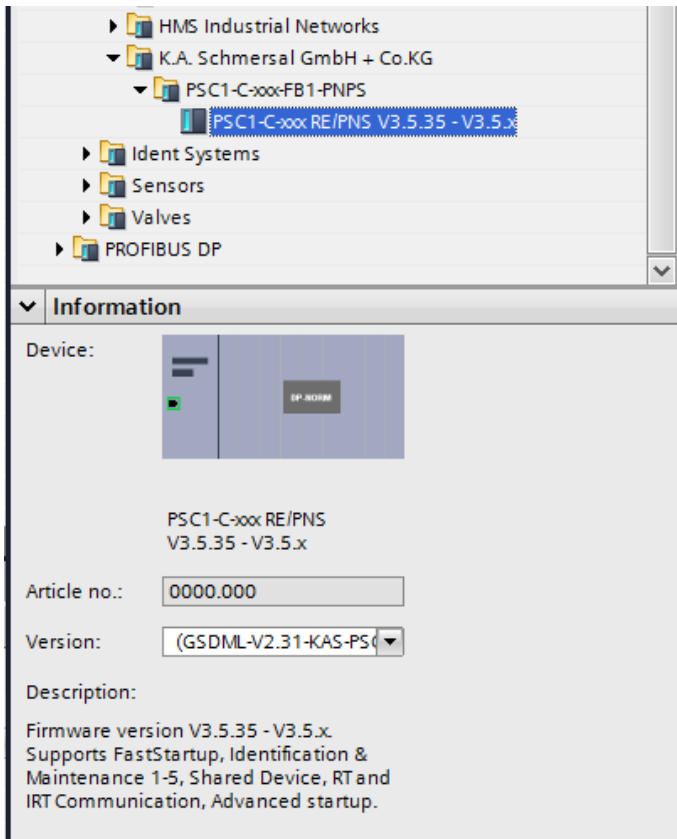 HMS Industrial Networks
K.A. Schmersal GmbH + Co.KG
PSC1-C-xxx-FB1-PNPS
PSC1-C-xxx RE/PNS V3.5.35 - V3.5.x
Ident Systems
Sensors
Valves
PROFIBUS DP
Information
Device:
DP-NORM
PSC1-C-xxx RE/PNS
V3.5.35 - V3.5.x
Article no.: 0000.000
Version: (GSDML-V2.31-KAS-PSC
Description:
Firmware version V3.5.35 - V3.5.x.
Supports FastStartup, Identification &
Maintenance 1-5, Shared Device, RT and
IRT Communication, Advanced startup.